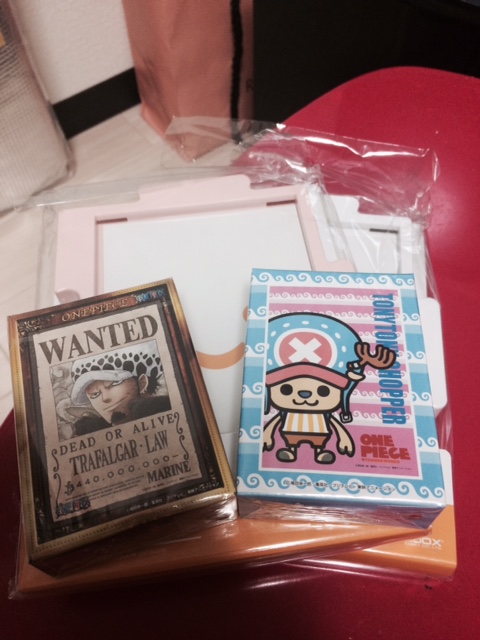 ONE PIECE
WANTED
DEAD OR ALIVE
TRAFALGAR·LAW
440,000,000-
MARINE
TONYTONY CHOPPER
ONE
PIECE